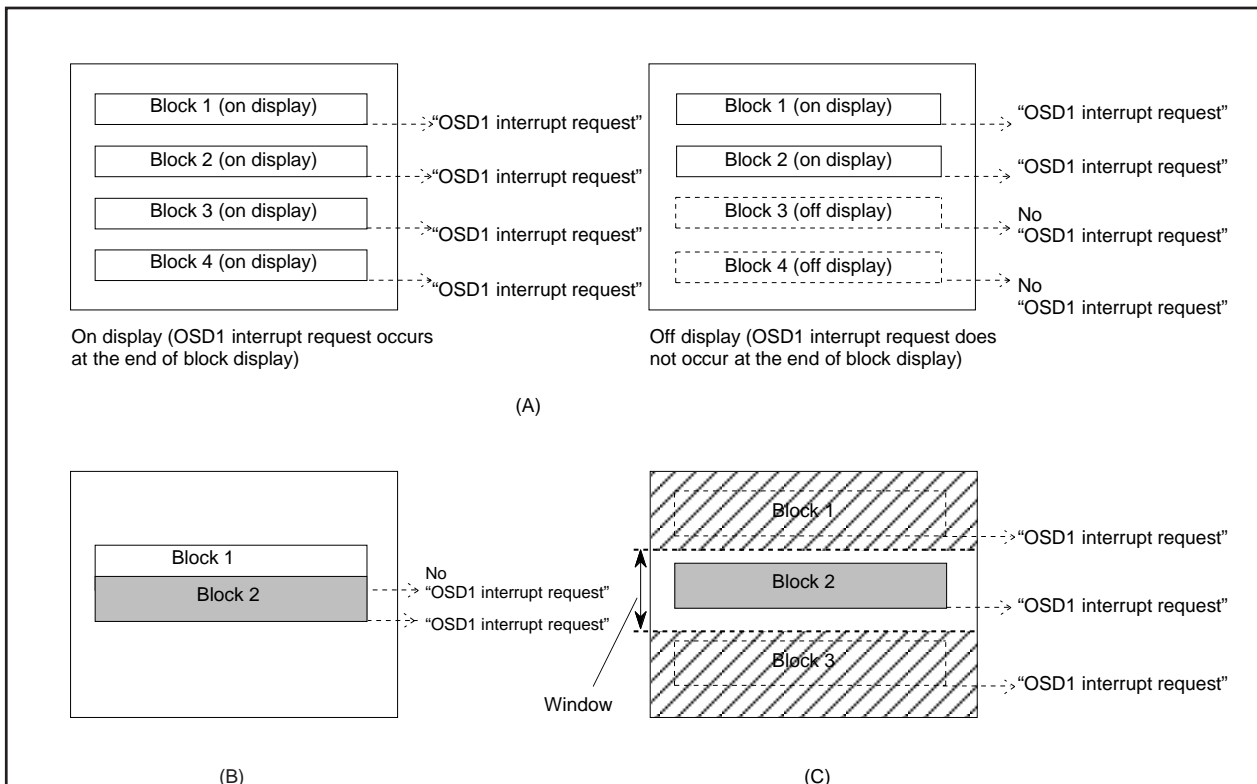 Block 1 (on display)
“OSD1 interrupt request”
Block 2 (on display)
“OSD1 interrupt request”
Block 3 (on display)
“OSD1 interrupt request”
Block 4 (on display)
“OSD1 interrupt request”
On display (OSD1 interrupt request occurs
at the end of block display)
Block 1 (on display)
“OSD1 interrupt request”
Block 2 (on display)
“OSD1 interrupt request”
Block 3 (off display)
No
“OSD1 interrupt request”
Block 4 (off display)
No
“OSD1 interrupt request”
Off display (OSD1 interrupt request does
not occur at the end of block display)
(A)
Block 1
Block 2
No
“OSD1 interrupt request”
“OSD1 interrupt request”
(B)
Block 1
“OSD1 interrupt request”
Block 2
“OSD1 interrupt request”
Block 3
“OSD1 interrupt request”
Window
(C)